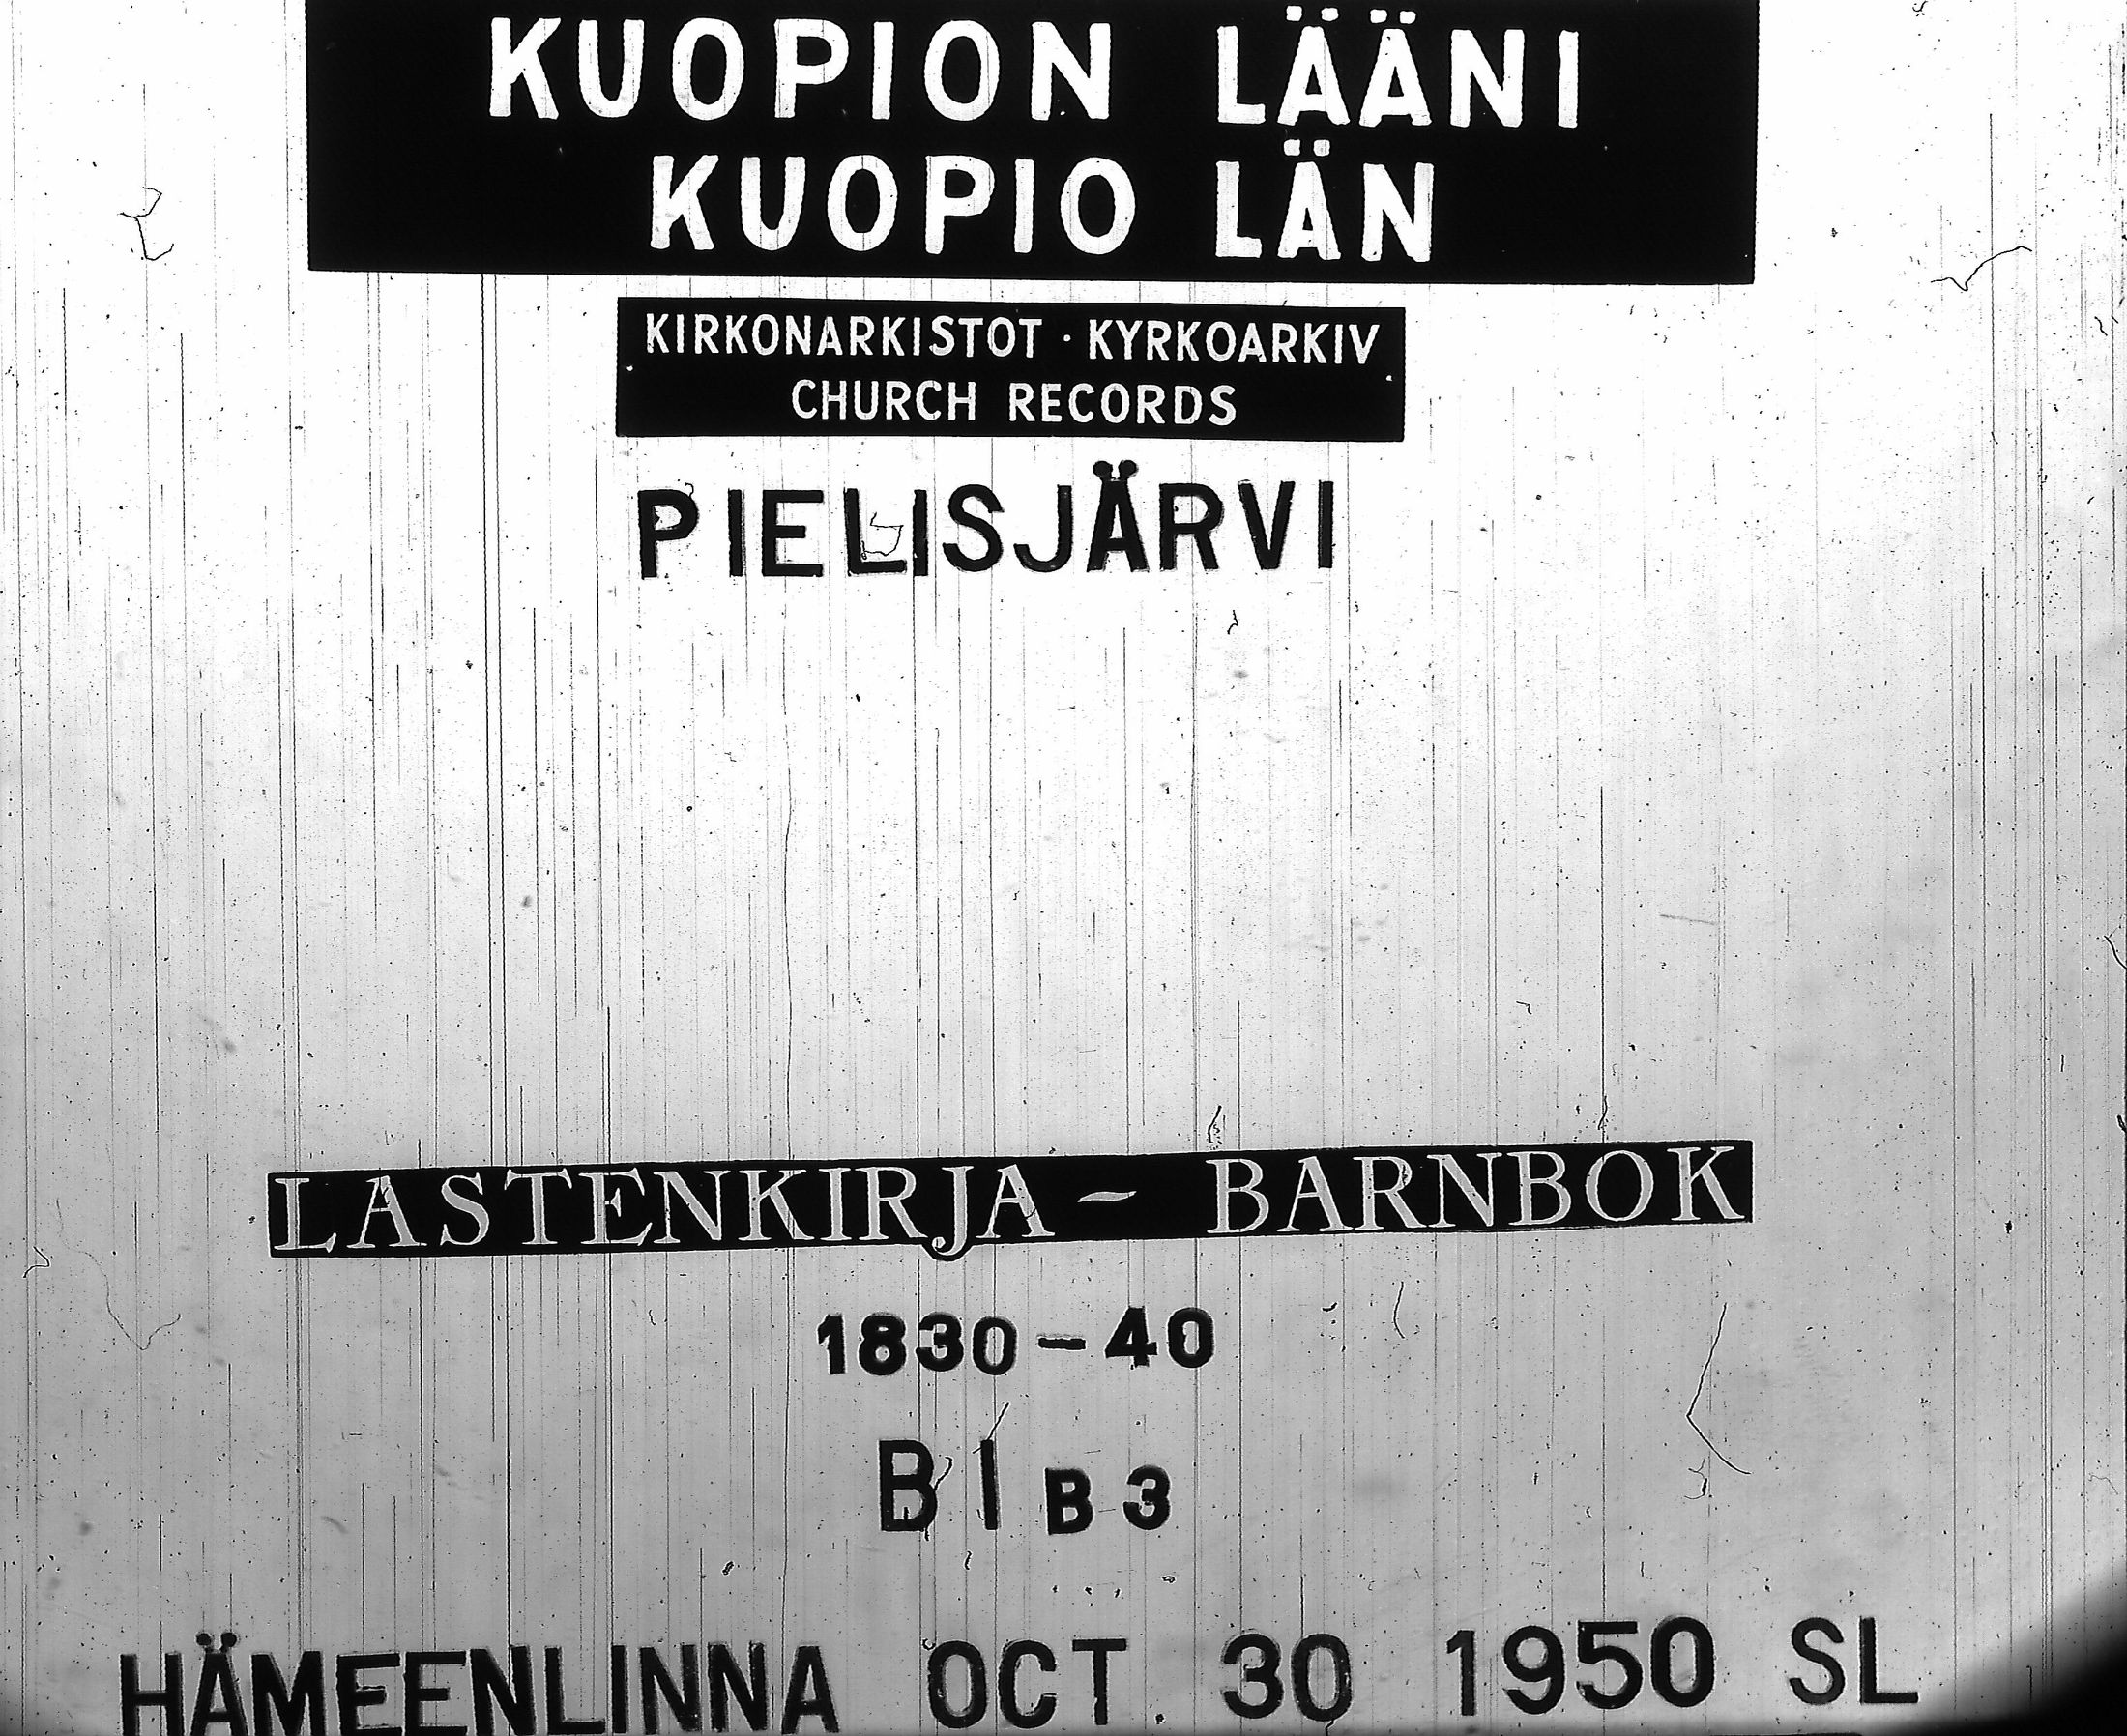 KUOPION LÄÄNI
KUOPIO LÄN
KIRKONARKISTOT · KYRKOARKIV
CHURCH RECORDS
PIELISJÄRVI
LASTENKIRJA - BARNBOK
1830-40
B I B 3
HÄMEENLINNA OCT 30 1950 SL